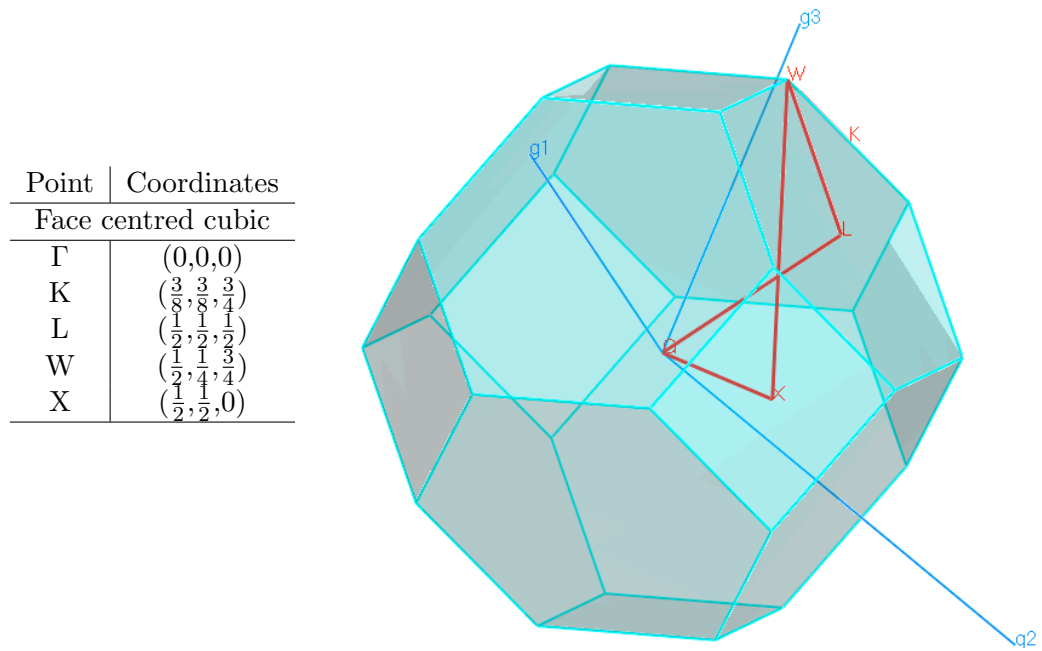 Point | Coordinates
Face centred cubic
Γ | (0,0,0)
K | (3/8,3/8,3/4)
L | (1/2,1/2,1/2)
W | (1/2,1/4,3/4)
X | (1/2,1/2,0)
g3
W
K
g1
L
G
X
g2